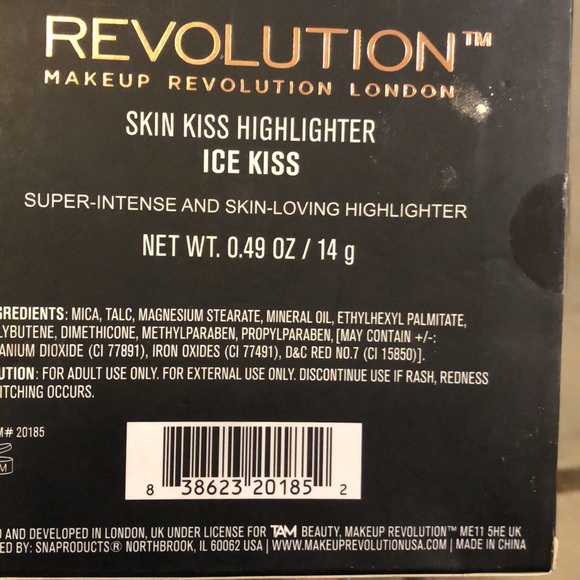 REVOLUTION™
MAKEUP REVOLUTION LONDON
SKIN KISS HIGHLIGHTER
ICE KISS
SUPER-INTENSE AND SKIN-LOVING HIGHLIGHTER
NET WT. 0.49 OZ / 14 g
GREDIENTS: MICA, TALC, MAGNESIUM STEARATE, MINERAL OIL, ETHYLHEXYL PALMITATE,
LYBUTENE, DIMETHICONE, METHYLPARABEN, PROPYLPARABEN, [MAY CONTAIN +/-:
ANIUM DIOXIDE (CI 77891), IRON OXIDES (CI 77491), D&C RED NO.7 (CI 15850)].
UTION: FOR ADULT USE ONLY. FOR EXTERNAL USE ONLY. DISCONTINUE USE IF RASH, REDNESS
ITCHING OCCURS.
M# 20185
M
8 38623 20185 2
AND DEVELOPED IN LONDON, UK UNDER LICENSE FOR TAM BEAUTY, MAKEUP REVOLUTION™ ME11 5HE UK
ED BY: SNAPRODUCTS® NORTHBROOK, IL 60062 USA | WWW.MAKEUPREVOLUTIONUSA.COM | MADE IN CHINA